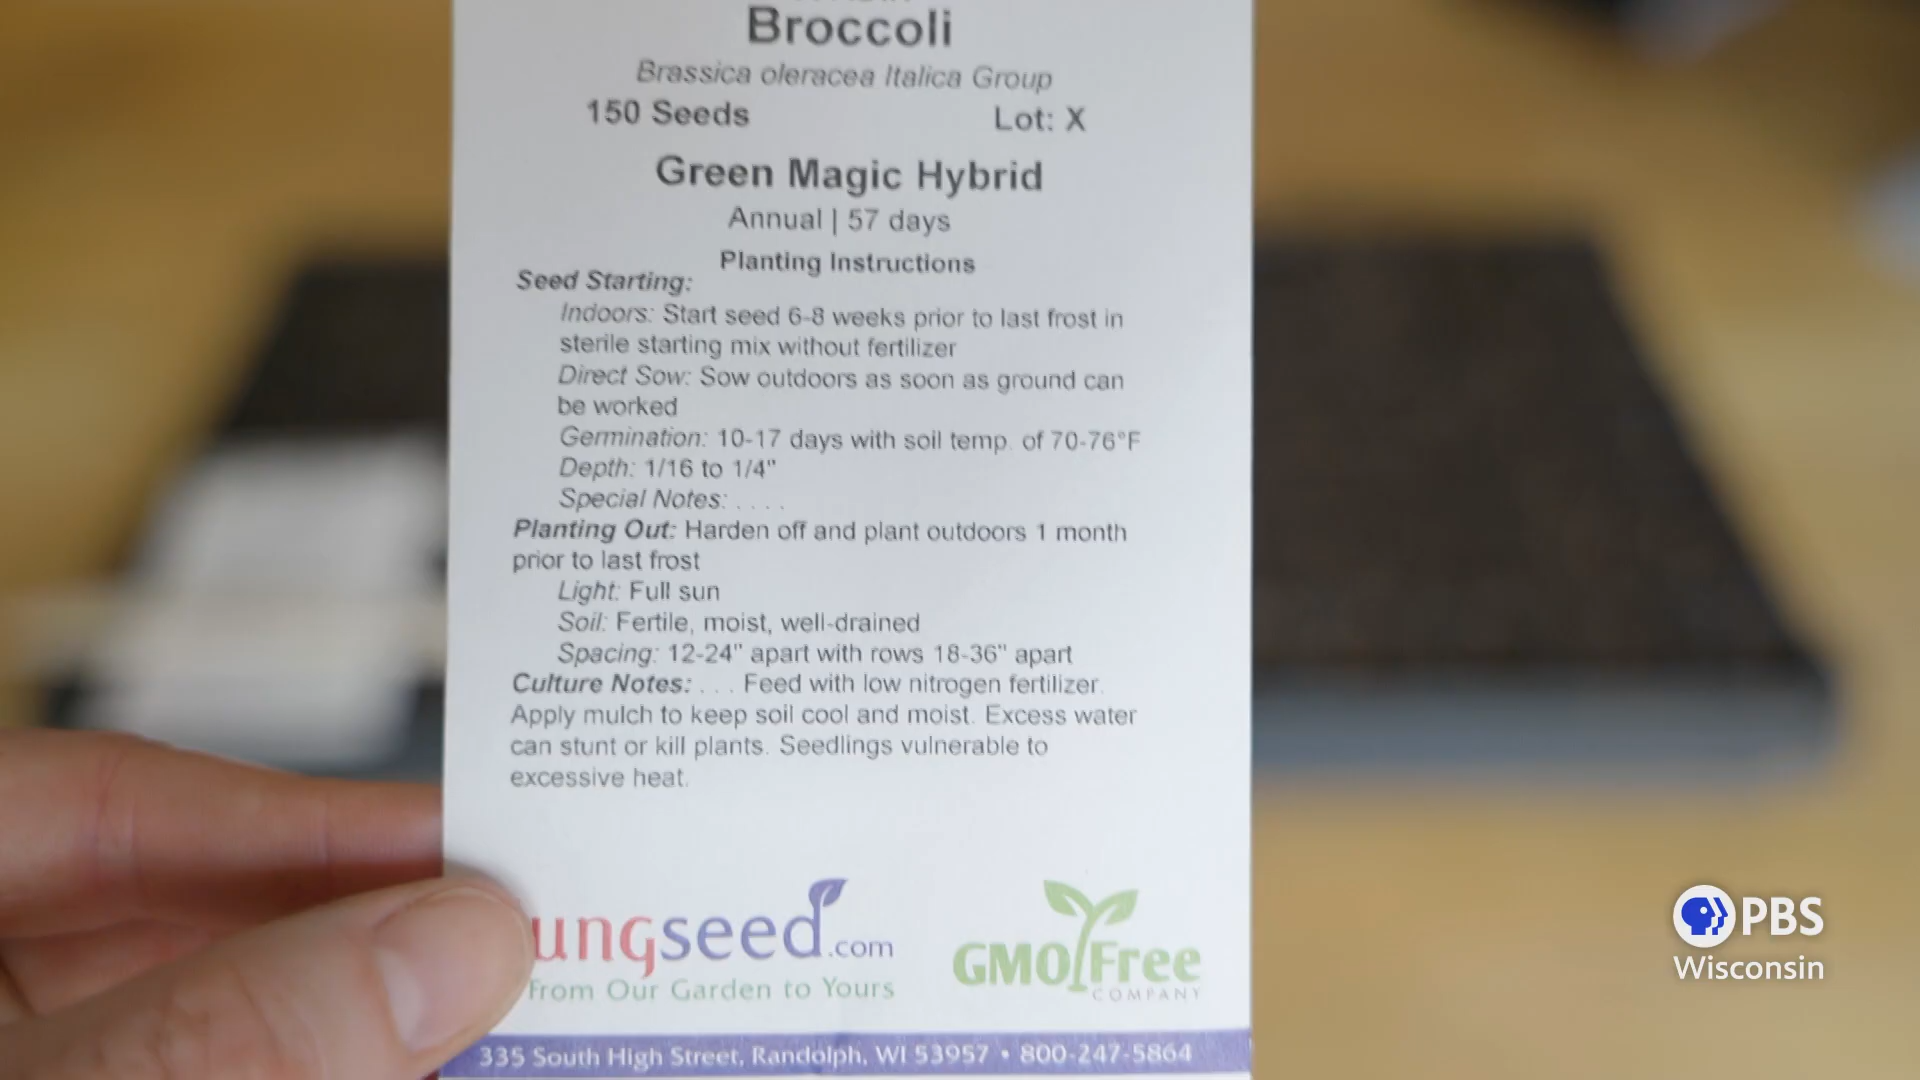 Broccoli
Brassica oleracea Italica Group
150 Seeds Lot: X
Green Magic Hybrid
Annual | 57 days
Planting Instructions
Seed Starting:
Indoors: Start seed 6-8 weeks prior to last frost in
sterile starting mix without fertilizer
Direct Sow: Sow outdoors as soon as ground can
be worked
Germination: 10-17 days with soil temp. of 70-76°F
Depth: 1/16 to 1/4"
Special Notes: . . . .
Planting Out: Harden off and plant outdoors 1 month
prior to last frost
Light: Full sun
Soil: Fertile, moist, well-drained
Spacing: 12-24" apart with rows 18-36" apart
Culture Notes: . . . Feed with low nitrogen fertilizer.
Apply mulch to keep soil cool and moist. Excess water
can stunt or kill plants. Seedlings vulnerable to
excessive heat.
ungseed.com
From Our Garden to Yours
GMO Free
COMPANY
335 South High Street, Randolph, WI 53957 • 800-247-5864
PBS
Wisconsin